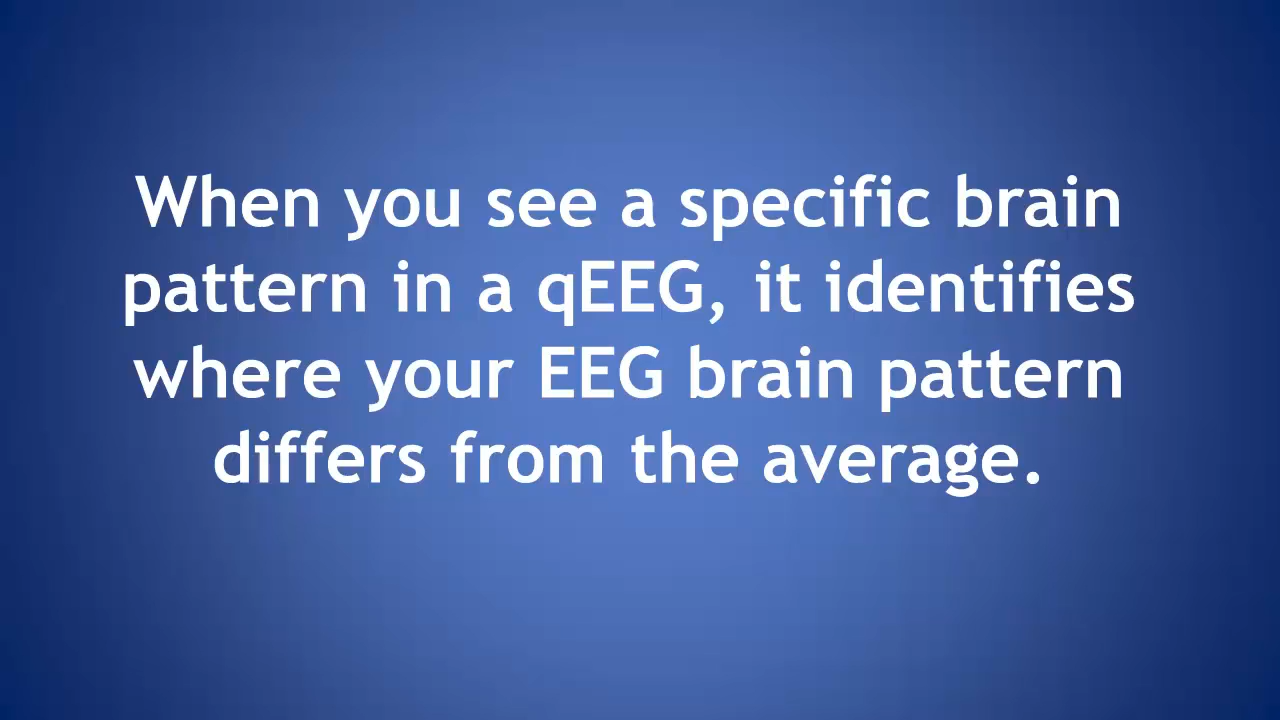 When you see a specific brain
pattern in a qEEG, it identifies
where your EEG brain pattern
differs from the average.